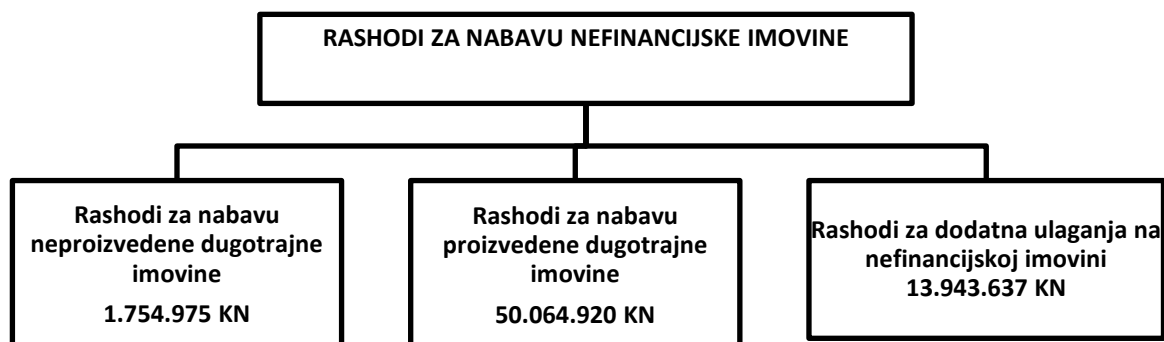 RASHODI ZA NABAVU NEFINANCIJSKE IMOVINE
Rashodi za nabavu
neproizvedene dugotrajne
imovine
1.754.975 KN
Rashodi za nabavu
proizvedene dugotrajne
imovine
50.064.920 KN
Rashodi za dodatna ulaganja na
nefinancijskoj imovini
13.943.637 KN